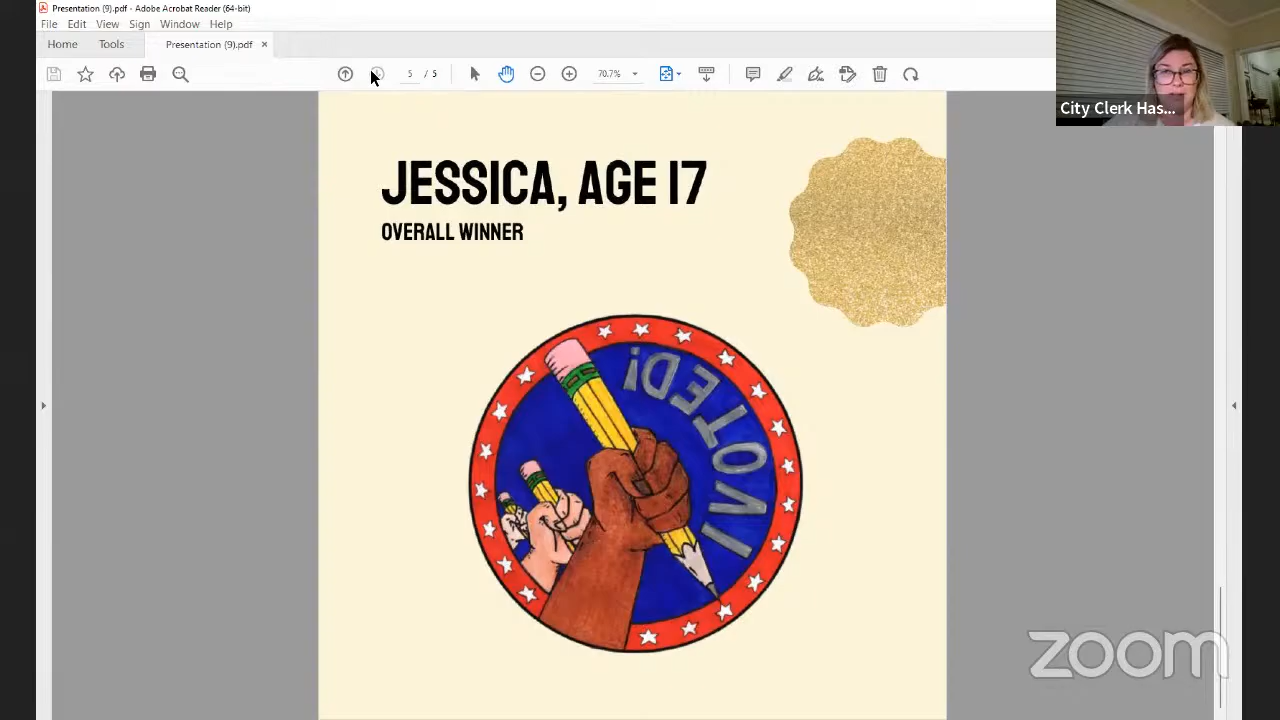 Presentation (9).pdf - Adobe Acrobat Reader (64-bit)
File Edit View Sign Window Help
Home Tools Presentation (9).pdf ×
5 / 5 70.7%
City Clerk Has...
JESSICA, AGE 17
OVERALL WINNER
I VOTED!
zoom